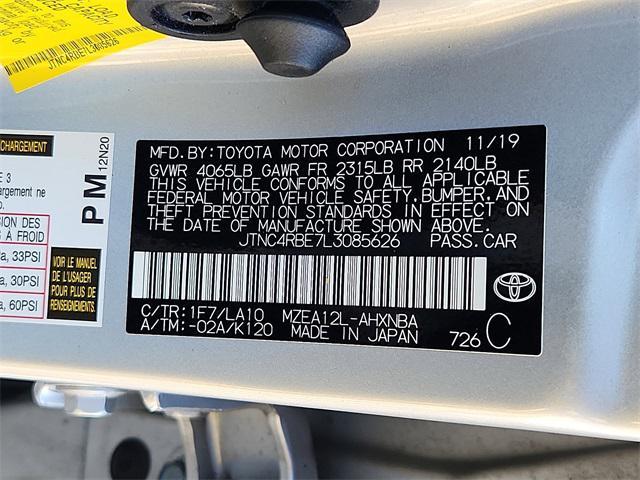 JTNC4RBE7L3085626
CHARGEMENT
PM
12N20
E 3
argement ne
SION DES
À FROID
a, 33PSI
a, 30PSI
a, 60PSI
VOIR LE MANUEL
DE L'USAGER
POUR PLUS DE
RENSEIGNEMENTS
MFD. BY: TOYOTA MOTOR CORPORATION 11/19
GVWR 4065LB GAWR FR 2315LB RR 2140LB
THIS VEHICLE CONFORMS TO ALL APPLICABLE
FEDERAL MOTOR VEHICLE SAFETY, BUMPER, AND
THEFT PREVENTION STANDARDS IN EFFECT ON
THE DATE OF MANUFACTURE SHOWN ABOVE.
JTNC4RBE7L3085626 PASS. CAR
C/TR: 1F7/LA10 MZEA12L-AHXNBA
A/TM: -02A/K120 MADE IN JAPAN 726 C